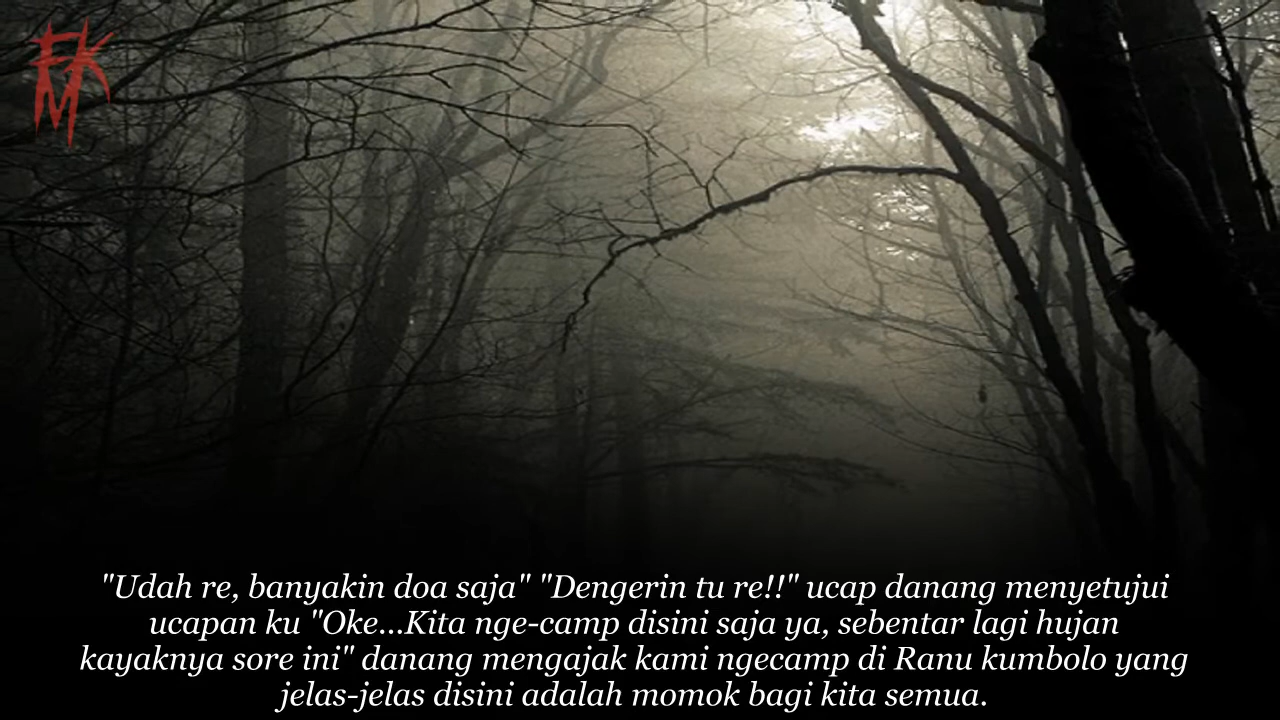 FKM
"Udah re, banyakin doa saja" "Dengerin tu re!!" ucap danang menyetujui
ucapan ku "Oke...Kita nge-camp disini saja ya, sebentar lagi hujan
kayaknya sore ini" danang mengajak kami ngecamp di Ranu kumbolo yang
jelas-jelas disini adalah momok bagi kita semua.